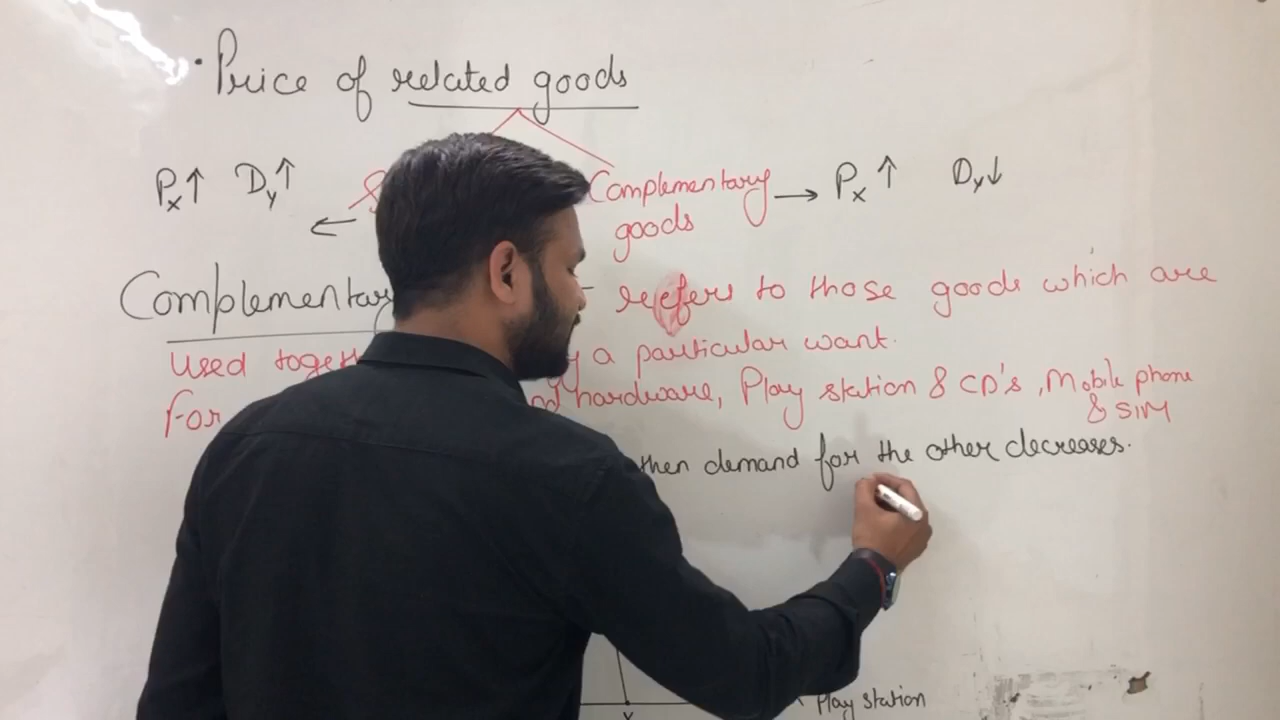 • Price of related goods
Px↑ Dy↑
←
Complementary goods → Px↑ Dy↓
Complementary - refers to those goods which are
used a particular want.
For hardware, Play station & CD's, Mobile phone & SIM
then demand for the other decreases.
Play station